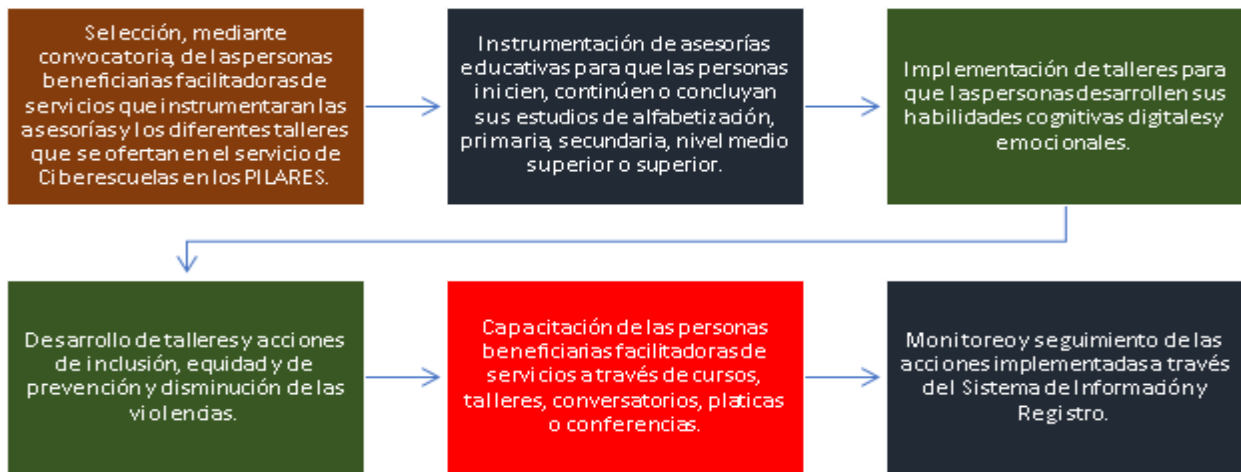 Selección, mediante
convocatoria, de las personas
beneficiarias facilitadoras de
servicios que instrumentaran las
asesorías y los diferentes talleres
que se ofertan en el servicio de
Ciberescuelas en los PILARES.
Instrumentación de asesorías
educativas para que las personas
inicien, continúen o concluyan
sus estudios de alfabetización,
primaria, secundaria, nivel medio
superior o superior.
Implementación de talleres para
que las personas desarrollen sus
habilidades cognitivas digitales y
emocionales.
Desarrollo de talleres y acciones
de inclusión, equidad y de
prevención y disminución de las
violencias.
Capacitación de las personas
beneficiarias facilitadoras de
servicios a través de cursos,
talleres, conversatorios, platicas
o conferencias.
Monitoreo y seguimiento de las
acciones implementadas a través
del Sistema de Información y
Registro.